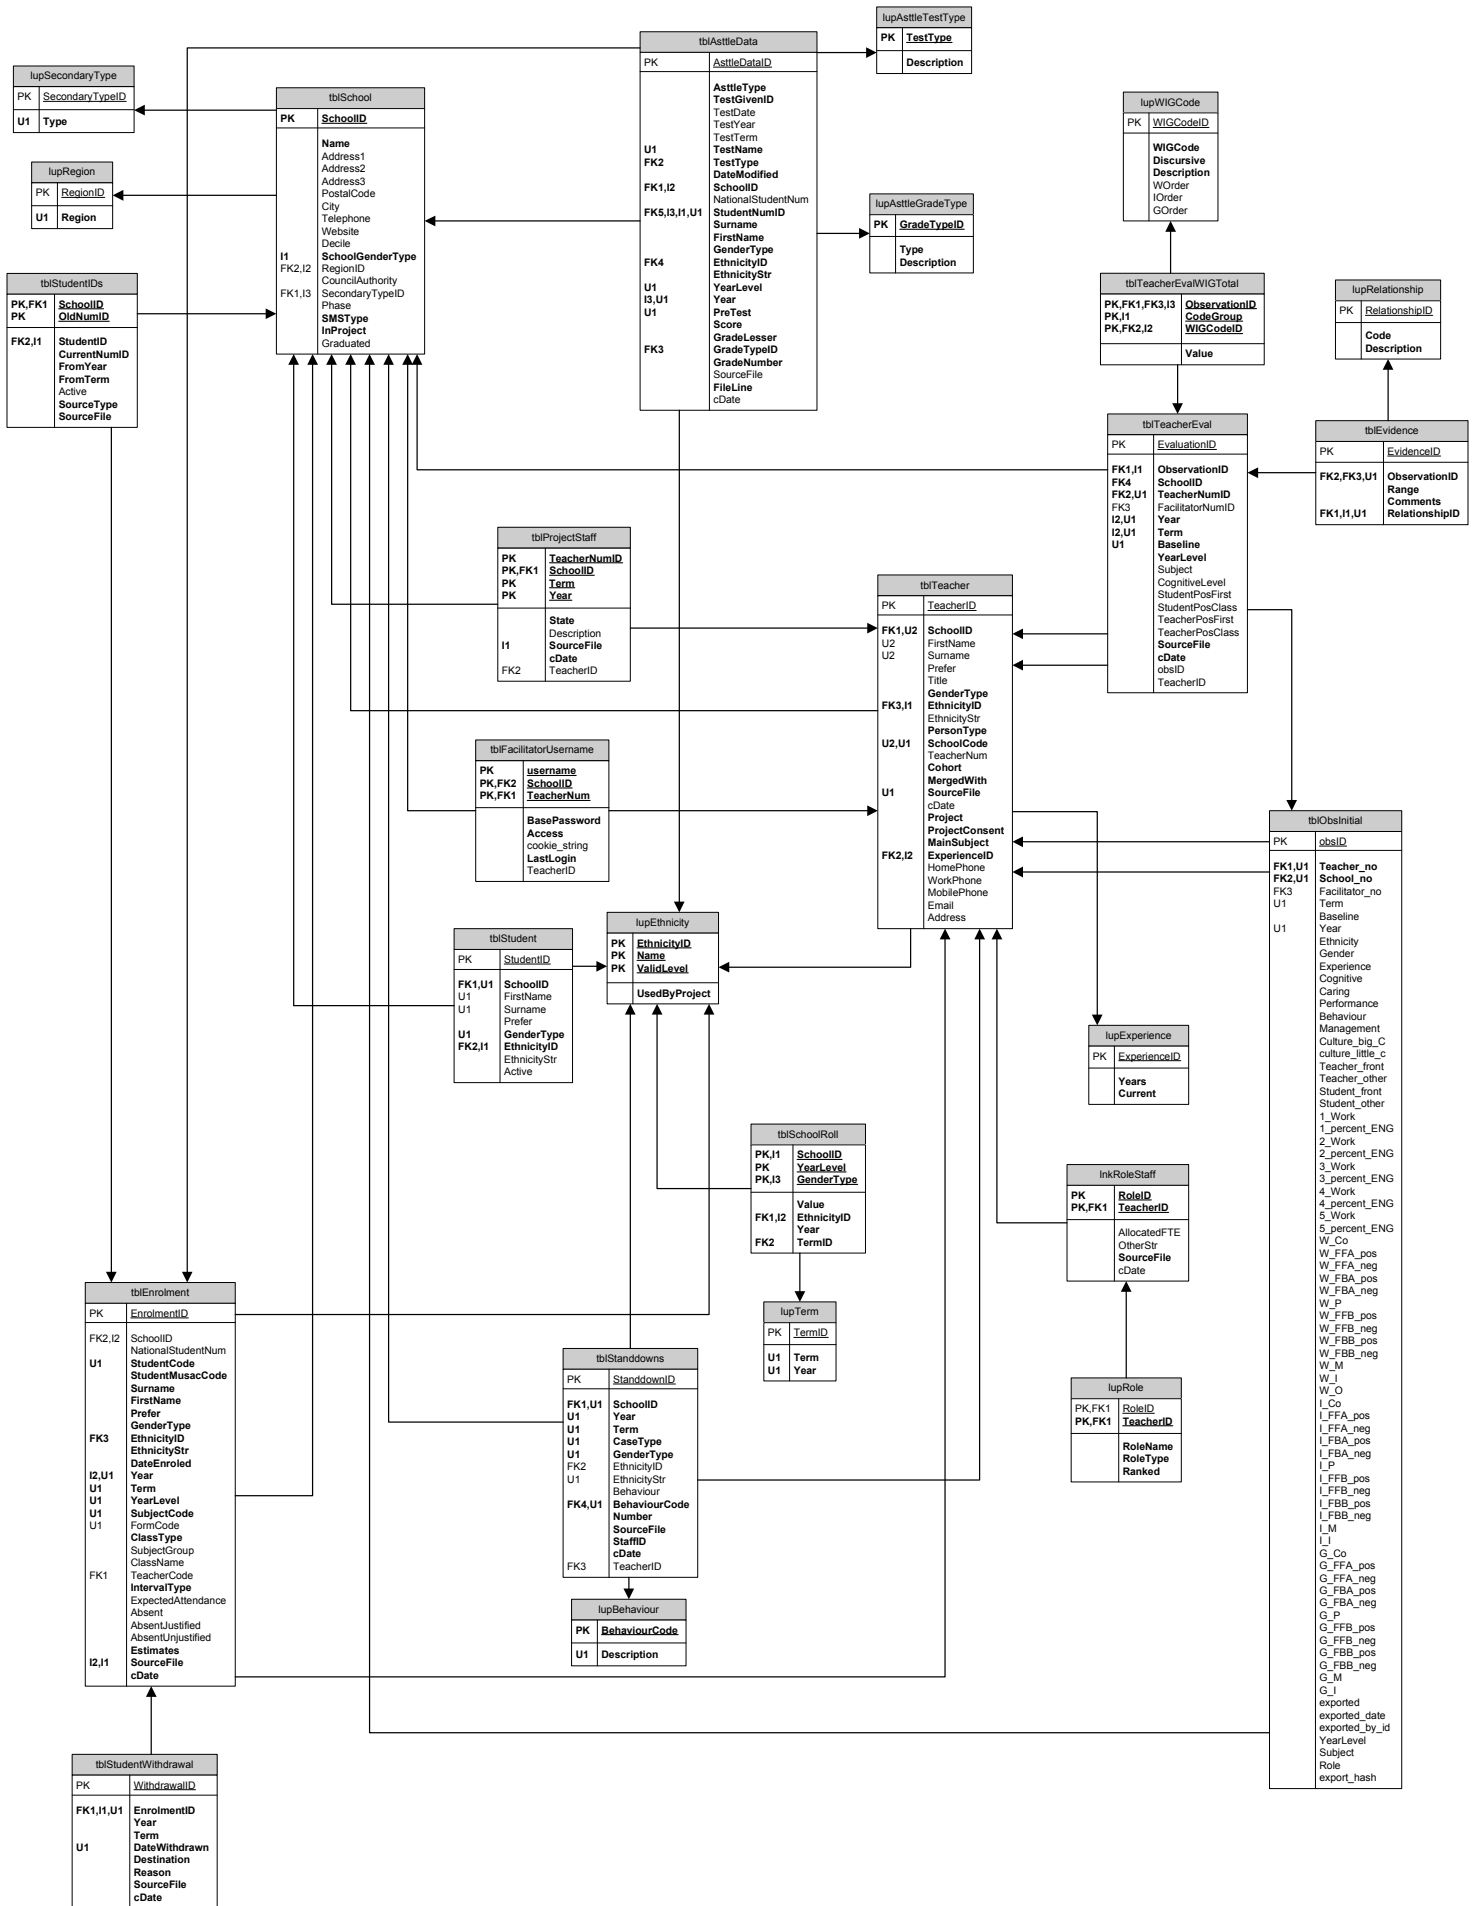 lupAsttleTestType
PK TestType
Description
tblAsttleData
PK AsttleDataID
AsttleType
TestGivenID
TestDate
TestYear
TestTerm
U1 TestName
FK2 TestType
DateModified
FK1,I2 SchoolID
NationalStudentNum
FK5,I3,I1,U1 StudentNumID
Surname
FirstName
GenderType
FK4 EthnicityID
EthnicityStr
U1 YearLevel
I3,U1 Year
U1 PreTest
Score
GradeLesser
FK3 GradeTypeID
GradeNumber
SourceFile
FileLine
cDate
lupSecondaryType
PK SecondaryTypeID
U1 Type
tblSchool
PK SchoolID
Name
Address1
Address2
Address3
PostalCode
City
Telephone
Website
Decile
I1 SchoolGenderType
FK2,I2 RegionID
CouncilAuthority
FK1,I3 SecondaryTypeID
Phase
SMSType
InProject
Graduated
lupWIGCode
PK WIGCodeID
WIGCode
Discursive
Description
WOrder
IOrder
GOrder
lupRegion
PK RegionID
U1 Region
lupAsttleGradeType
PK GradeTypeID
Type
Description
tblStudentIDs
PK,FK1 SchoolID
PK OldNumID
FK2,I1 StudentID
CurrentNumID
FromYear
FromTerm
Active
SourceType
SourceFile
tblTeacherEvalWIGTotal
PK,FK1,FK3,I3 ObservationID
PK,I1 CodeGroup
PK,FK2,I2 WIGCodeID
Value
lupRelationship
PK RelationshipID
Code
Description
tblTeacherEval
PK EvaluationID
FK1,I1 ObservationID
FK4 SchoolID
FK2,U1 TeacherNumID
FK3 FacilitatorNumID
I2,U1 Year
I2,U1 Term
U1 Baseline
YearLevel
Subject
CognitiveLevel
StudentPosFirst
StudentPosClass
TeacherPosFirst
TeacherPosClass
SourceFile
cDate
obsID
TeacherID
tblEvidence
PK EvidenceID
FK2,FK3,U1 ObservationID
Range
Comments
FK1,I1,U1 RelationshipID
tblProjectStaff
PK TeacherNumID
PK,FK1 SchoolID
PK Term
PK Year
State
Description
I1 SourceFile
cDate
FK2 TeacherID
tblTeacher
PK TeacherID
FK1,U2 SchoolID
U2 FirstName
U2 Surname
Prefer
Title
GenderType
FK3,I1 EthnicityID
EthnicityStr
PersonType
U2,U1 SchoolCode
TeacherNum
Cohort
MergedWith
U1 SourceFile
cDate
Project
ProjectConsent
MainSubject
FK2,I2 ExperienceID
HomePhone
WorkPhone
MobilePhone
Email
Address
tblFacilitatorUsername
PK username
PK,FK2 SchoolID
PK,FK1 TeacherNum
BasePassword
Access
cookie_string
LastLogin
TeacherID
tblObsInitial
PK obsID
FK1,U1 Teacher_no
FK2,U1 School_no
FK3 Facilitator_no
U1 Term
Baseline
U1 Year
Ethnicity
Gender
Experience
Cognitive
Caring
Performance
Behaviour
Management
Culture_big_C
culture_little_c
Teacher_front
Teacher_other
Student_front
Student_other
1_Work
1_percent_ENG
2_Work
2_percent_ENG
3_Work
3_percent_ENG
4_Work
4_percent_ENG
5_Work
5_percent_ENG
W_Co
W_FFA_pos
W_FFA_neg
W_FBA_pos
W_FBA_neg
W_P
W_FFB_pos
W_FFB_neg
W_FBB_pos
W_FBB_neg
W_M
W_I
W_O
I_Co
I_FFA_pos
I_FFA_neg
I_FBA_pos
I_FBA_neg
I_P
I_FFB_pos
I_FFB_neg
I_FBB_pos
I_FBB_neg
I_M
I_I
G_Co
G_FFA_pos
G_FFA_neg
G_FBA_pos
G_FBA_neg
G_P
G_FFB_pos
G_FFB_neg
G_FBB_pos
G_FBB_neg
G_M
G_I
exported
exported_date
exported_by_id
YearLevel
Subject
Role
export_hash
lupEthnicity
PK EthnicityID
PK Name
PK ValidLevel
UsedByProject
tblStudent
PK StudentID
FK1,U1 SchoolID
U1 FirstName
U1 Surname
Prefer
U1 GenderType
FK2,I1 EthnicityID
EthnicityStr
Active
lupExperience
PK ExperienceID
Years
Current
tblSchoolRoll
PK,I1 SchoolID
PK YearLevel
PK,I3 GenderType
Value
FK1,I2 EthnicityID
Year
FK2 TermID
lnkRoleStaff
PK RoleID
PK,FK1 TeacherID
AllocatedFTE
OtherStr
SourceFile
cDate
tblEnrolment
PK EnrolmentID
FK2,I2 SchoolID
NationalStudentNum
U1 StudentCode
StudentMusacCode
Surname
FirstName
Prefer
GenderType
FK3 EthnicityID
EthnicityStr
DateEnroled
I2,U1 Year
U1 Term
U1 YearLevel
U1 SubjectCode
U1 FormCode
ClassType
SubjectGroup
ClassName
FK1 TeacherCode
IntervalType
ExpectedAttendance
Absent
AbsentJustified
AbsentUnjustified
Estimates
I2,I1 SourceFile
cDate
lupTerm
PK TermID
U1 Term
U1 Year
tblStanddowns
PK StanddownID
FK1,U1 SchoolID
U1 Year
U1 Term
U1 CaseType
U1 GenderType
FK2 EthnicityID
U1 EthnicityStr
Behaviour
FK4,U1 BehaviourCode
Number
SourceFile
StaffID
cDate
FK3 TeacherID
lupRole
PK,FK1 RoleID
PK,FK1 TeacherID
RoleName
RoleType
Ranked
lupBehaviour
PK BehaviourCode
U1 Description
tblStudentWithdrawal
PK WithdrawalID
FK1,I1,U1 EnrolmentID
Year
Term
U1 DateWithdrawn
Destination
Reason
SourceFile
cDate